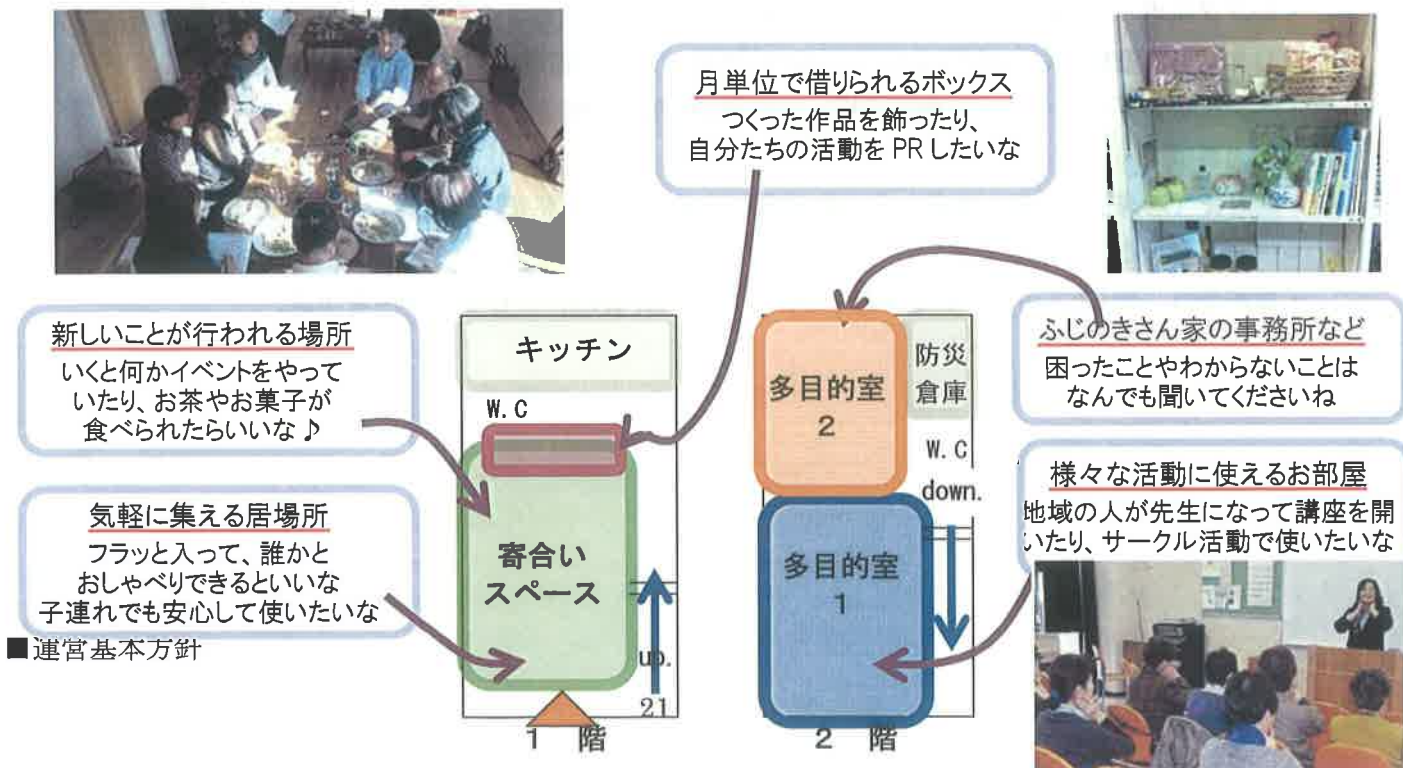 月単位で借りられるボックス
つくった作品を飾ったり、
自分たちの活動を PR したいな
新しいことが行われる場所
いくと何かイベントをやって
いたり、お茶やお菓子が
食べられたらいいな♪
気軽に集える居場所
フラッと入って、誰かと
おしゃべりできるといいな
子連れでも安心して使いたいな
■運営基本方針
キッチン
W.C
寄合い
スペース
up.
21
1 階
多目的室
2
防災
倉庫
W.C
down.
多目的室
1
2 階
ふじのきさん家の事務所など
困ったことやわからないことは
なんでも聞いてくださいね
様々な活動に使えるお部屋
地域の人が先生になって講座を開
いたり、サークル活動で使いたいな